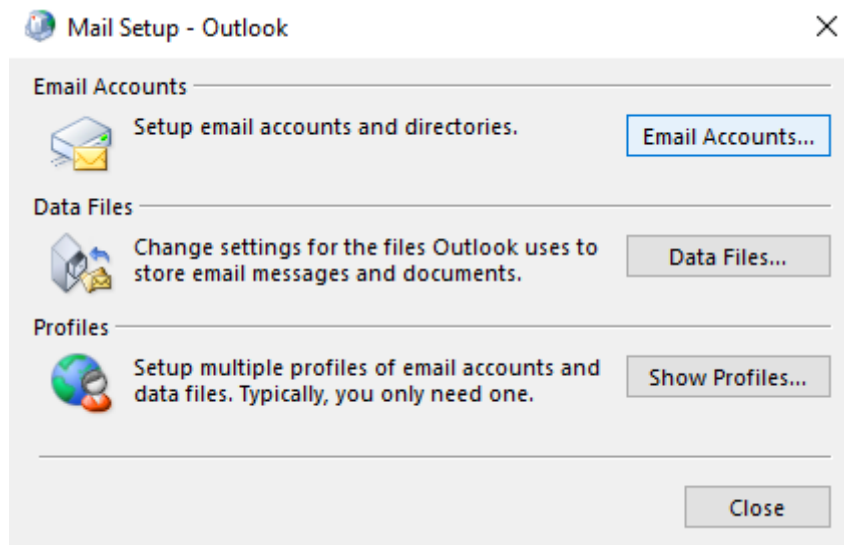 Mail Setup - Outlook
Email Accounts
Setup email accounts and directories.
Email Accounts...
Data Files
Change settings for the files Outlook uses to
store email messages and documents.
Data Files...
Profiles
Setup multiple profiles of email accounts and
data files. Typically, you only need one.
Show Profiles...
Close